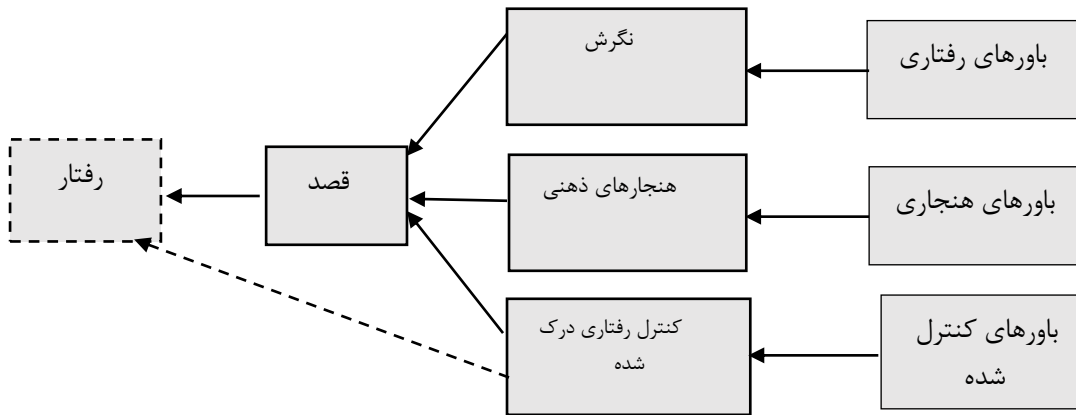 باورهای رفتاری
نگرش
باورهای هنجاری
هنجارهای ذهنی
قصد
رفتار
باورهای کنترل
شده
کنترل رفتاری درک
شده